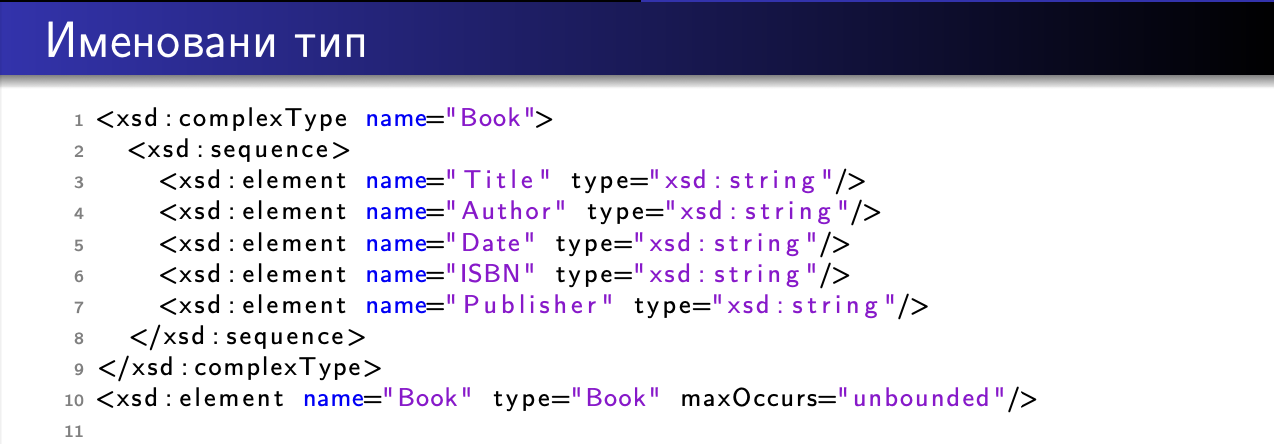 Именовани тип
1 <xsd:complexType name="Book">
2 <xsd:sequence>
3 <xsd:element name="Title" type="xsd:string"/>
4 <xsd:element name="Author" type="xsd:string"/>
5 <xsd:element name="Date" type="xsd:string"/>
6 <xsd:element name="ISBN" type="xsd:string"/>
7 <xsd:element name="Publisher" type="xsd:string"/>
8 </xsd:sequence>
9 </xsd:complexType>
10 <xsd:element name="Book" type="Book" maxOccurs="unbounded"/>
11